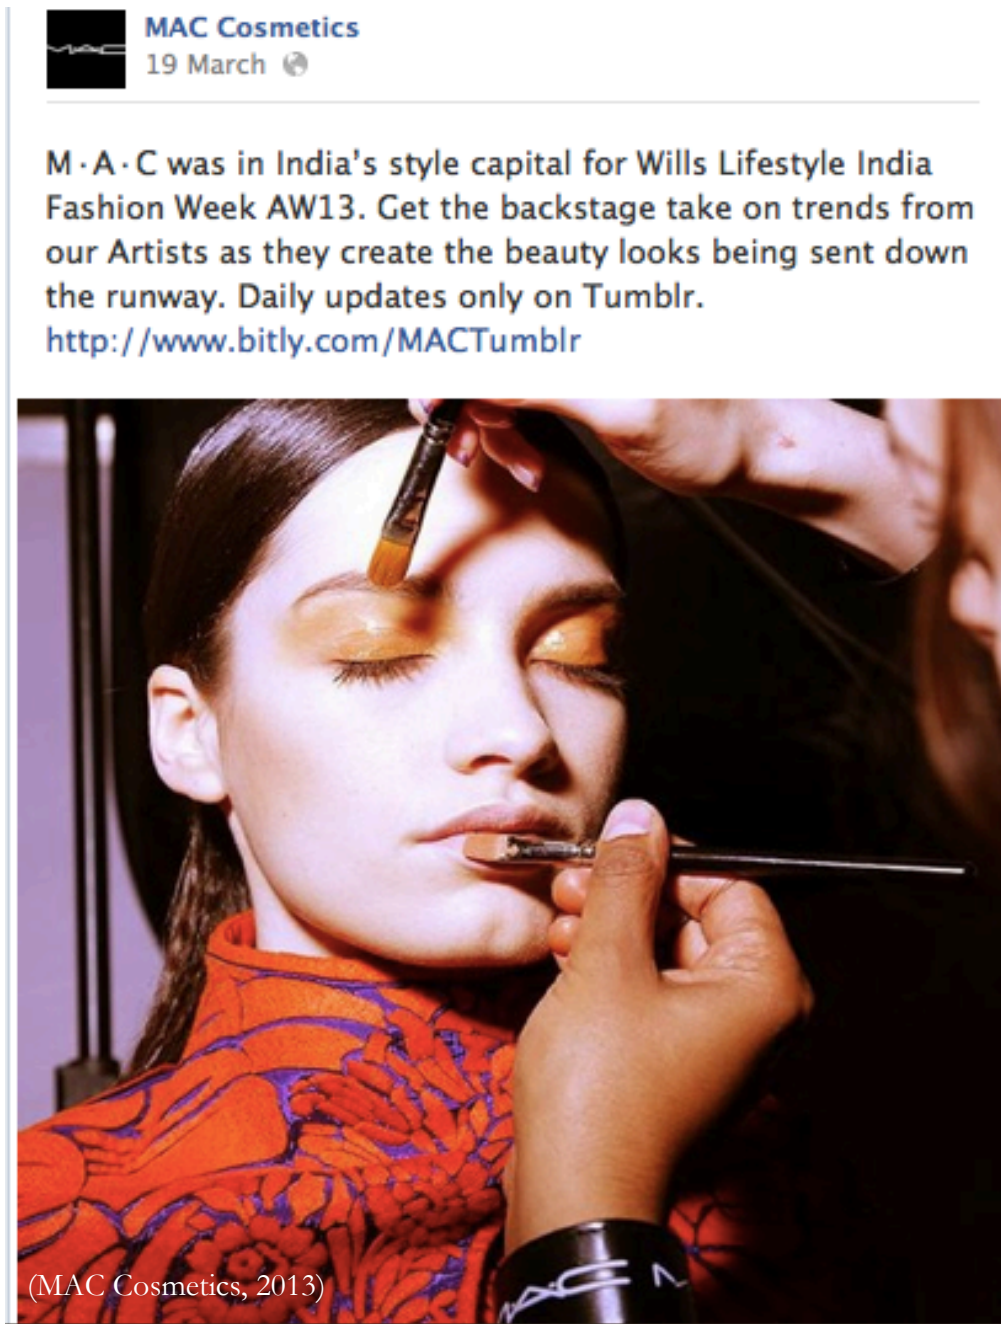 MAC
MAC Cosmetics
19 March
M·A·C was in India's style capital for Wills Lifestyle India
Fashion Week AW13. Get the backstage take on trends from
our Artists as they create the beauty looks being sent down
the runway. Daily updates only on Tumblr.
http://www.bitly.com/MACTumblr
(MAC Cosmetics, 2013)
MAC M